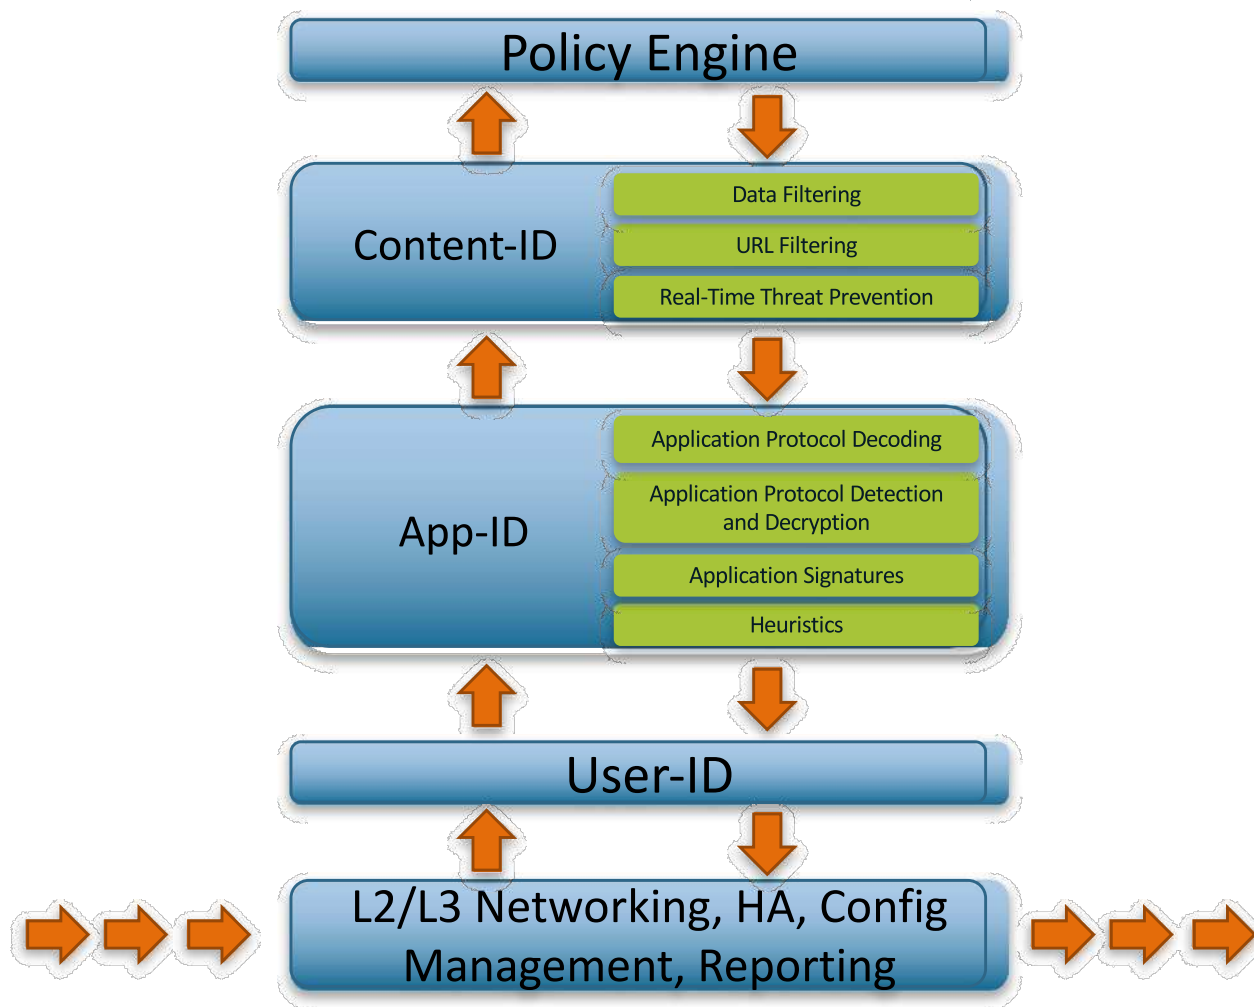 Policy Engine
Content-ID
Data Filtering
URL Filtering
Real-Time Threat Prevention
App-ID
Application Protocol Decoding
Application Protocol Detection
and Decryption
Application Signatures
Heuristics
User-ID
L2/L3 Networking, HA, Config
Management, Reporting